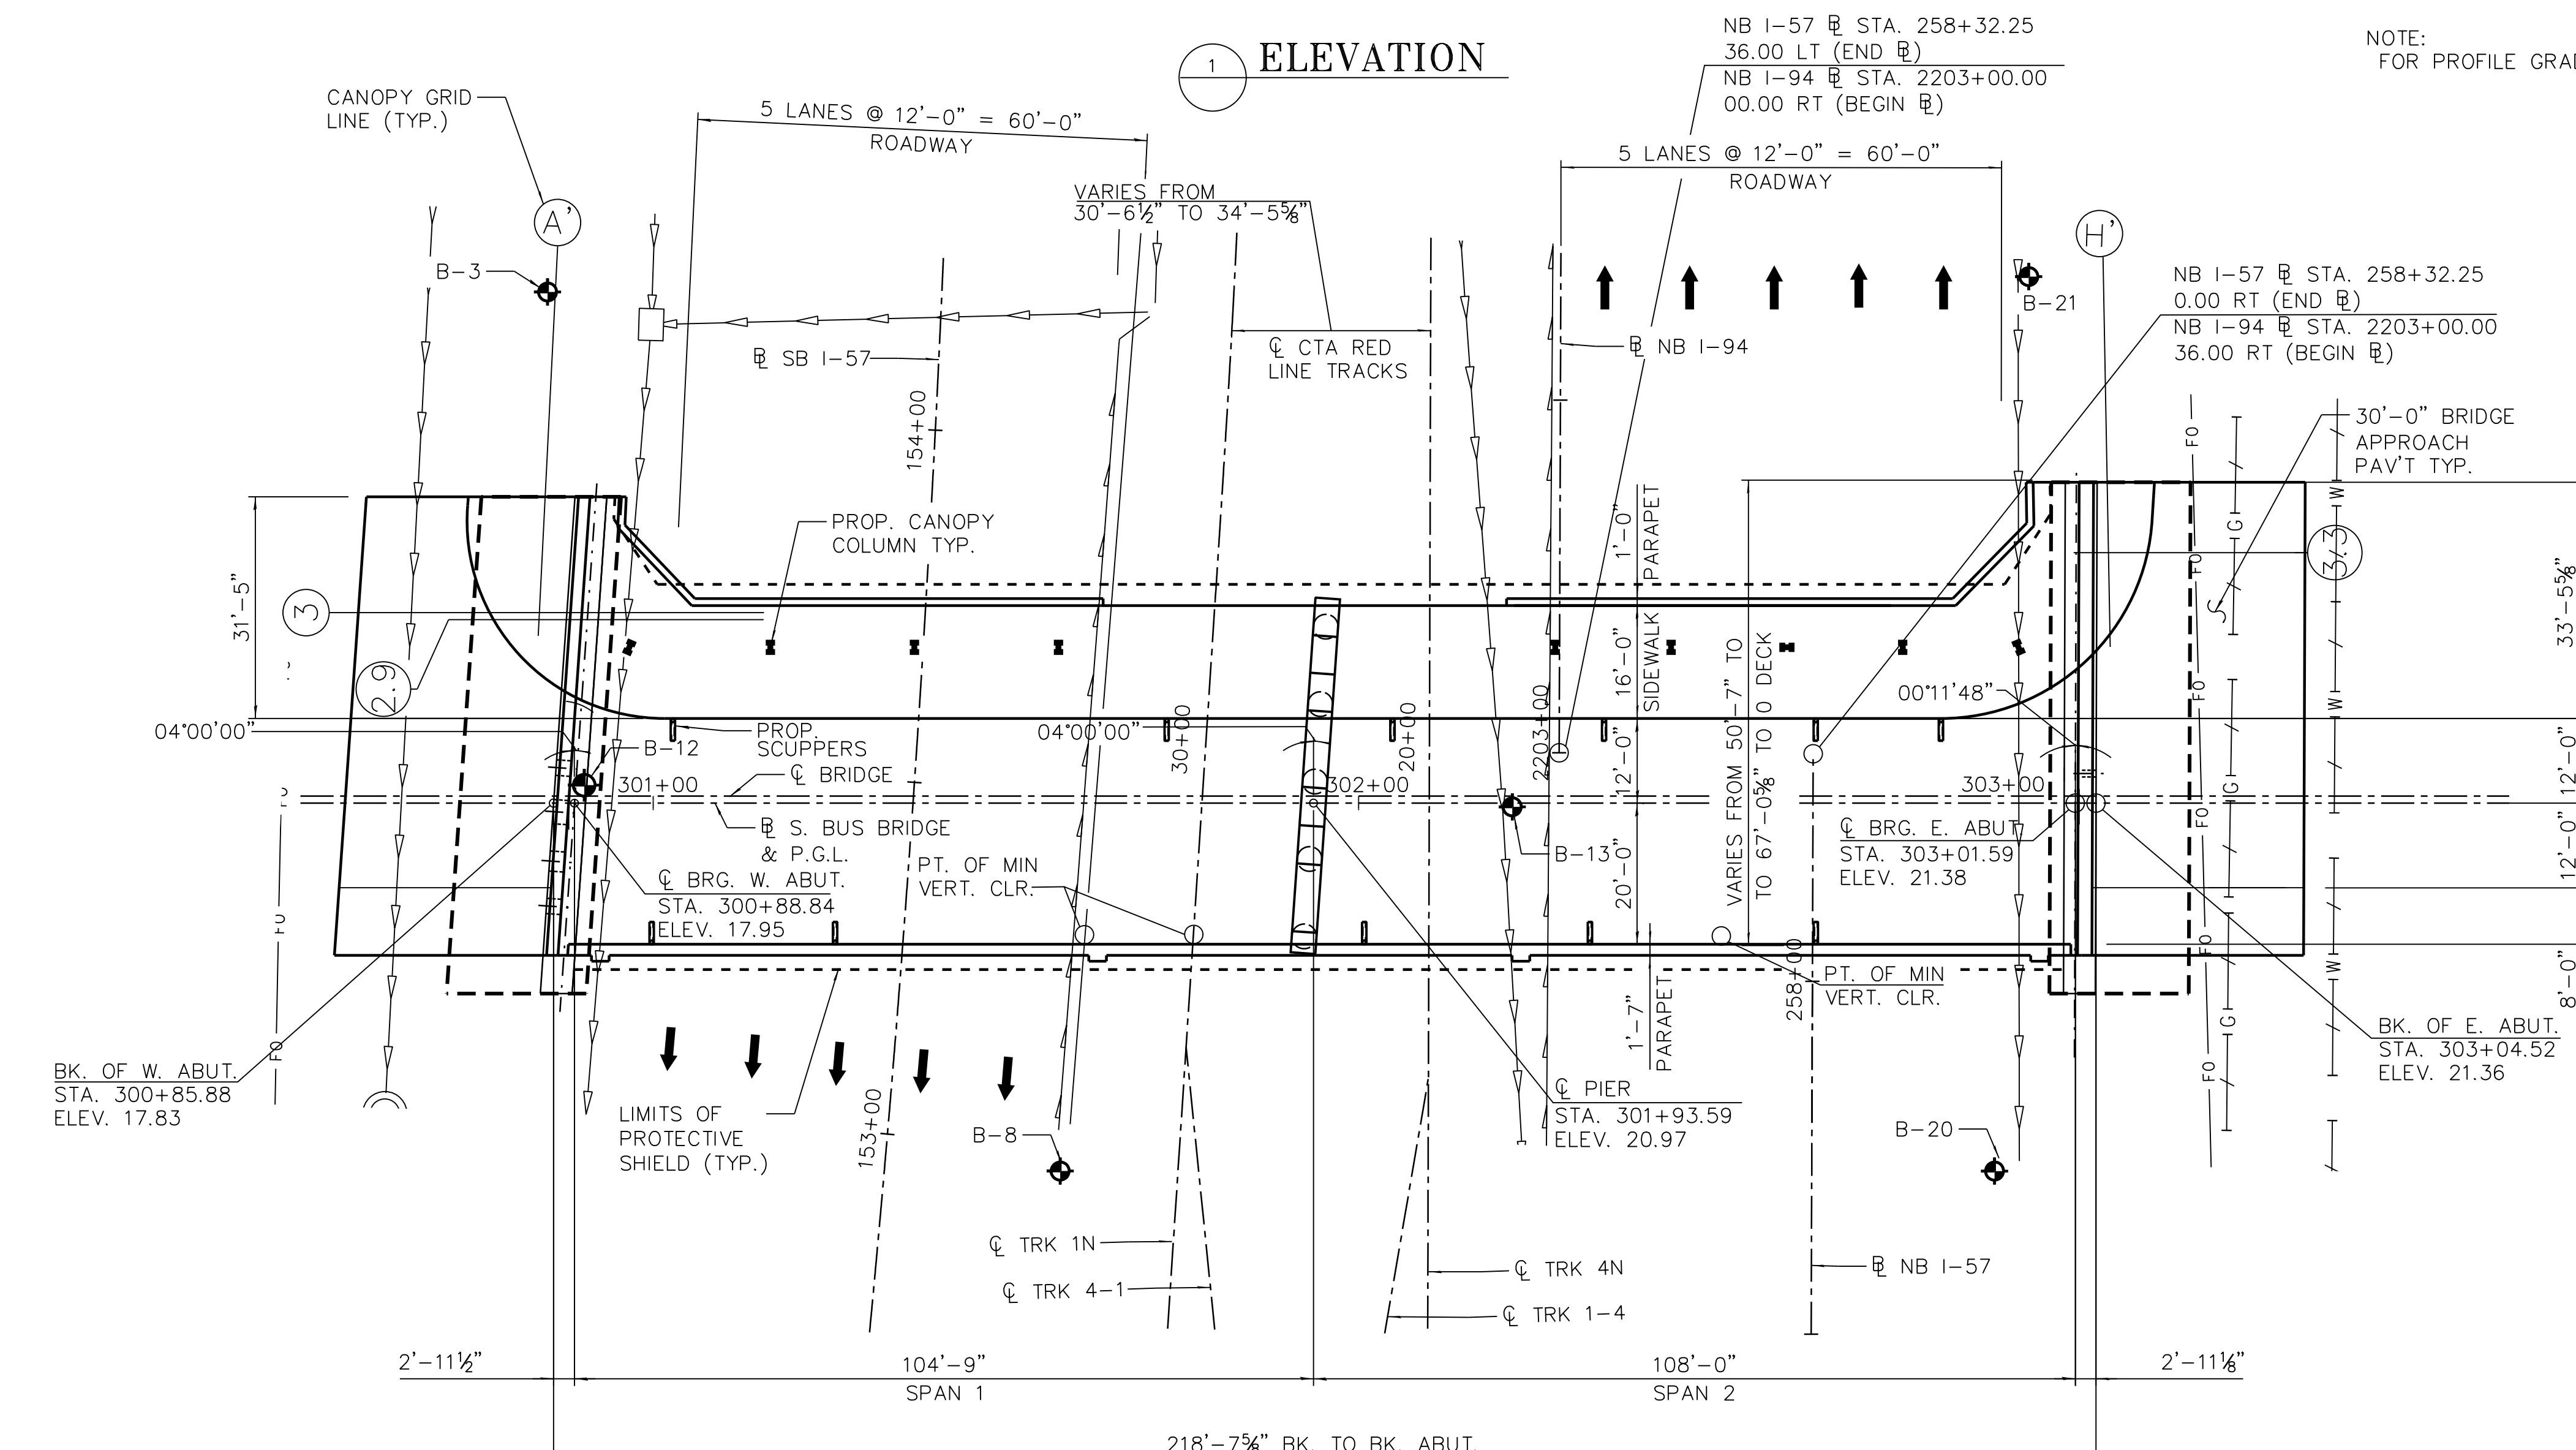 1 ELEVATION
NB I-57 ℄ STA. 258+32.25
36.00 LT (END ℄)
NB I-94 ℄ STA. 2203+00.00
00.00 RT (BEGIN ℄)
NOTE:
FOR PROFILE GRAD
CANOPY GRID
LINE (TYP.)
5 LANES @ 12'-0" = 60'-0"
ROADWAY
5 LANES @ 12'-0" = 60'-0"
ROADWAY
VARIES FROM
30'-6½" TO 34'-5⅝"
A'
H'
B-3
B-21
NB I-57 ℄ STA. 258+32.25
0.00 RT (END ℄)
NB I-94 ℄ STA. 2203+00.00
36.00 RT (BEGIN ℄)
℄ SB I-57
℄ CTA RED
LINE TRACKS
℄ NB I-94
154+00
30'-0" BRIDGE
APPROACH
PAV'T TYP.
FO
W
G
PROP. CANOPY
COLUMN TYP.
1'-0"
PARAPET
31'-5"
3
2.9
3.3
FO
33'-5⅝"
16'-0"
SIDEWALK
VARIES FROM 50'-7" TO
TO 67'-0⅝" TO O DECK
00°11'48"
FO
W
04°00'00"
PROP.
SCUPPERS
B-12
04°00'00"
30+00
20+00
2203+00
12'-0"
12'-0"
℄ BRIDGE
301+00
302+00
303+00
FO
G
FO
℄ S. BUS BRIDGE
& P.G.L.
PT. OF MIN
VERT. CLR.
B-13
20'-0"
℄ BRG. E. ABUT.
STA. 303+01.59
ELEV. 21.38
12'-0"
℄ BRG. W. ABUT.
STA. 300+88.84
ELEV. 17.95
FO
FO
W
258+00
PT. OF MIN
VERT. CLR.
8'-0"
1'-7"
PARAPET
G
FO
FO
BK. OF W. ABUT.
STA. 300+85.88
ELEV. 17.83
BK. OF E. ABUT.
STA. 303+04.52
ELEV. 21.36
LIMITS OF
PROTECTIVE
SHIELD (TYP.)
153+00
B-8
℄ PIER
STA. 301+93.59
ELEV. 20.97
B-20
℄ TRK 1N
℄ TRK 4-1
℄ TRK 4N
℄ TRK 1-4
℄ NB I-57
2'-11½"
104'-9"
SPAN 1
108'-0"
SPAN 2
2'-11⅛"
218'-7⅝" BK. TO BK. ABUT.